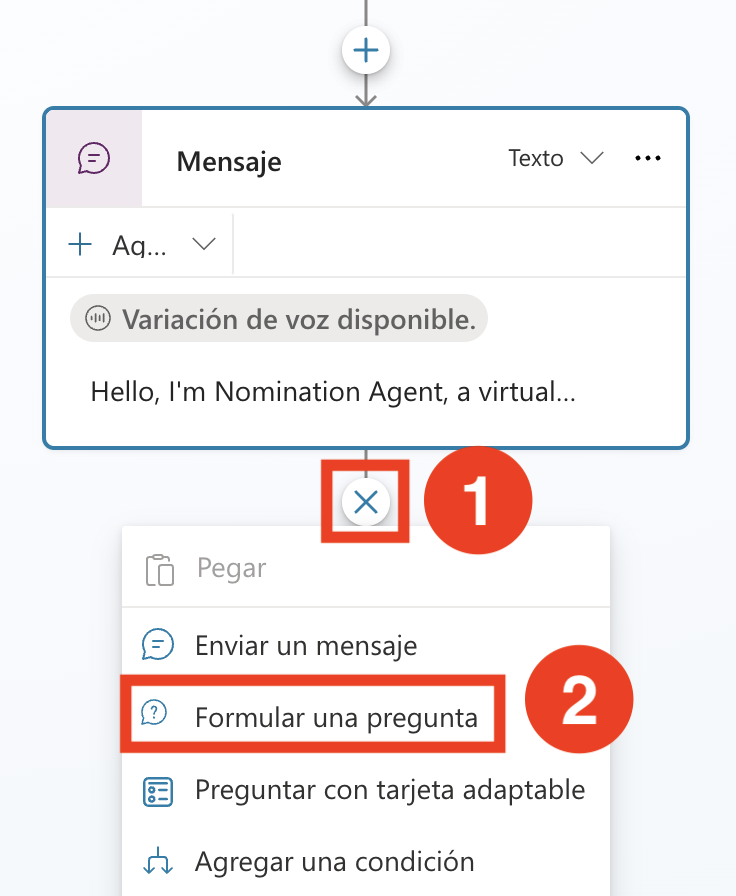 Mensaje
Texto
Ag...
Variación de voz disponible.
Hello, I'm Nomination Agent, a virtual...
1
Pegar
Enviar un mensaje
Formular una pregunta
2
Preguntar con tarjeta adaptable
Agregar una condición